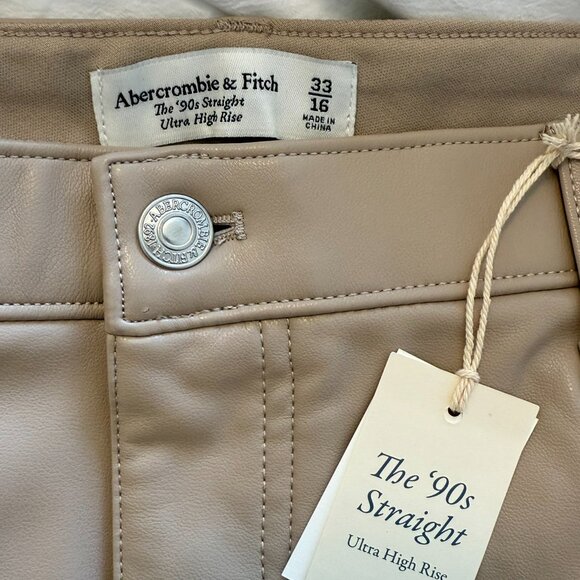 Abercrombie & Fitch
The '90s Straight
Ultra High Rise
33
16
MADE IN
CHINA
ABERCROMBIE & FITCH 1892
The '90s
Straight
Ultra High Rise